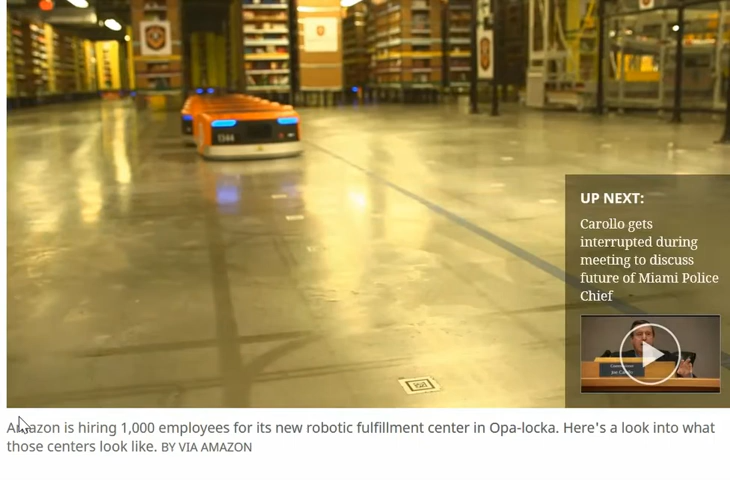 UP NEXT:
Carollo gets
interrupted during
meeting to discuss
future of Miami Police
Chief
Amazon is hiring 1,000 employees for its new robotic fulfillment center in Opa-locka. Here's a look into what
those centers look like. BY VIA AMAZON